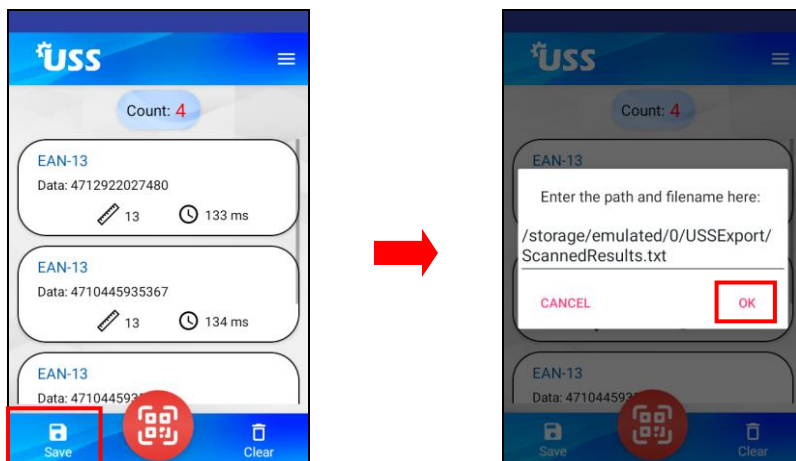 USS
Count: 4
EAN-13
Data: 4712922027480
13 133 ms
EAN-13
Data: 4710445935367
13 134 ms
EAN-13
Data: 47104459
Save
Clear
USS
Count: 4
EAN-13
Enter the path and filename here:
/storage/emulated/0/USSExport/
ScannedResults.txt
CANCEL OK
EAN-13
Data: 47104459
Save
Clear